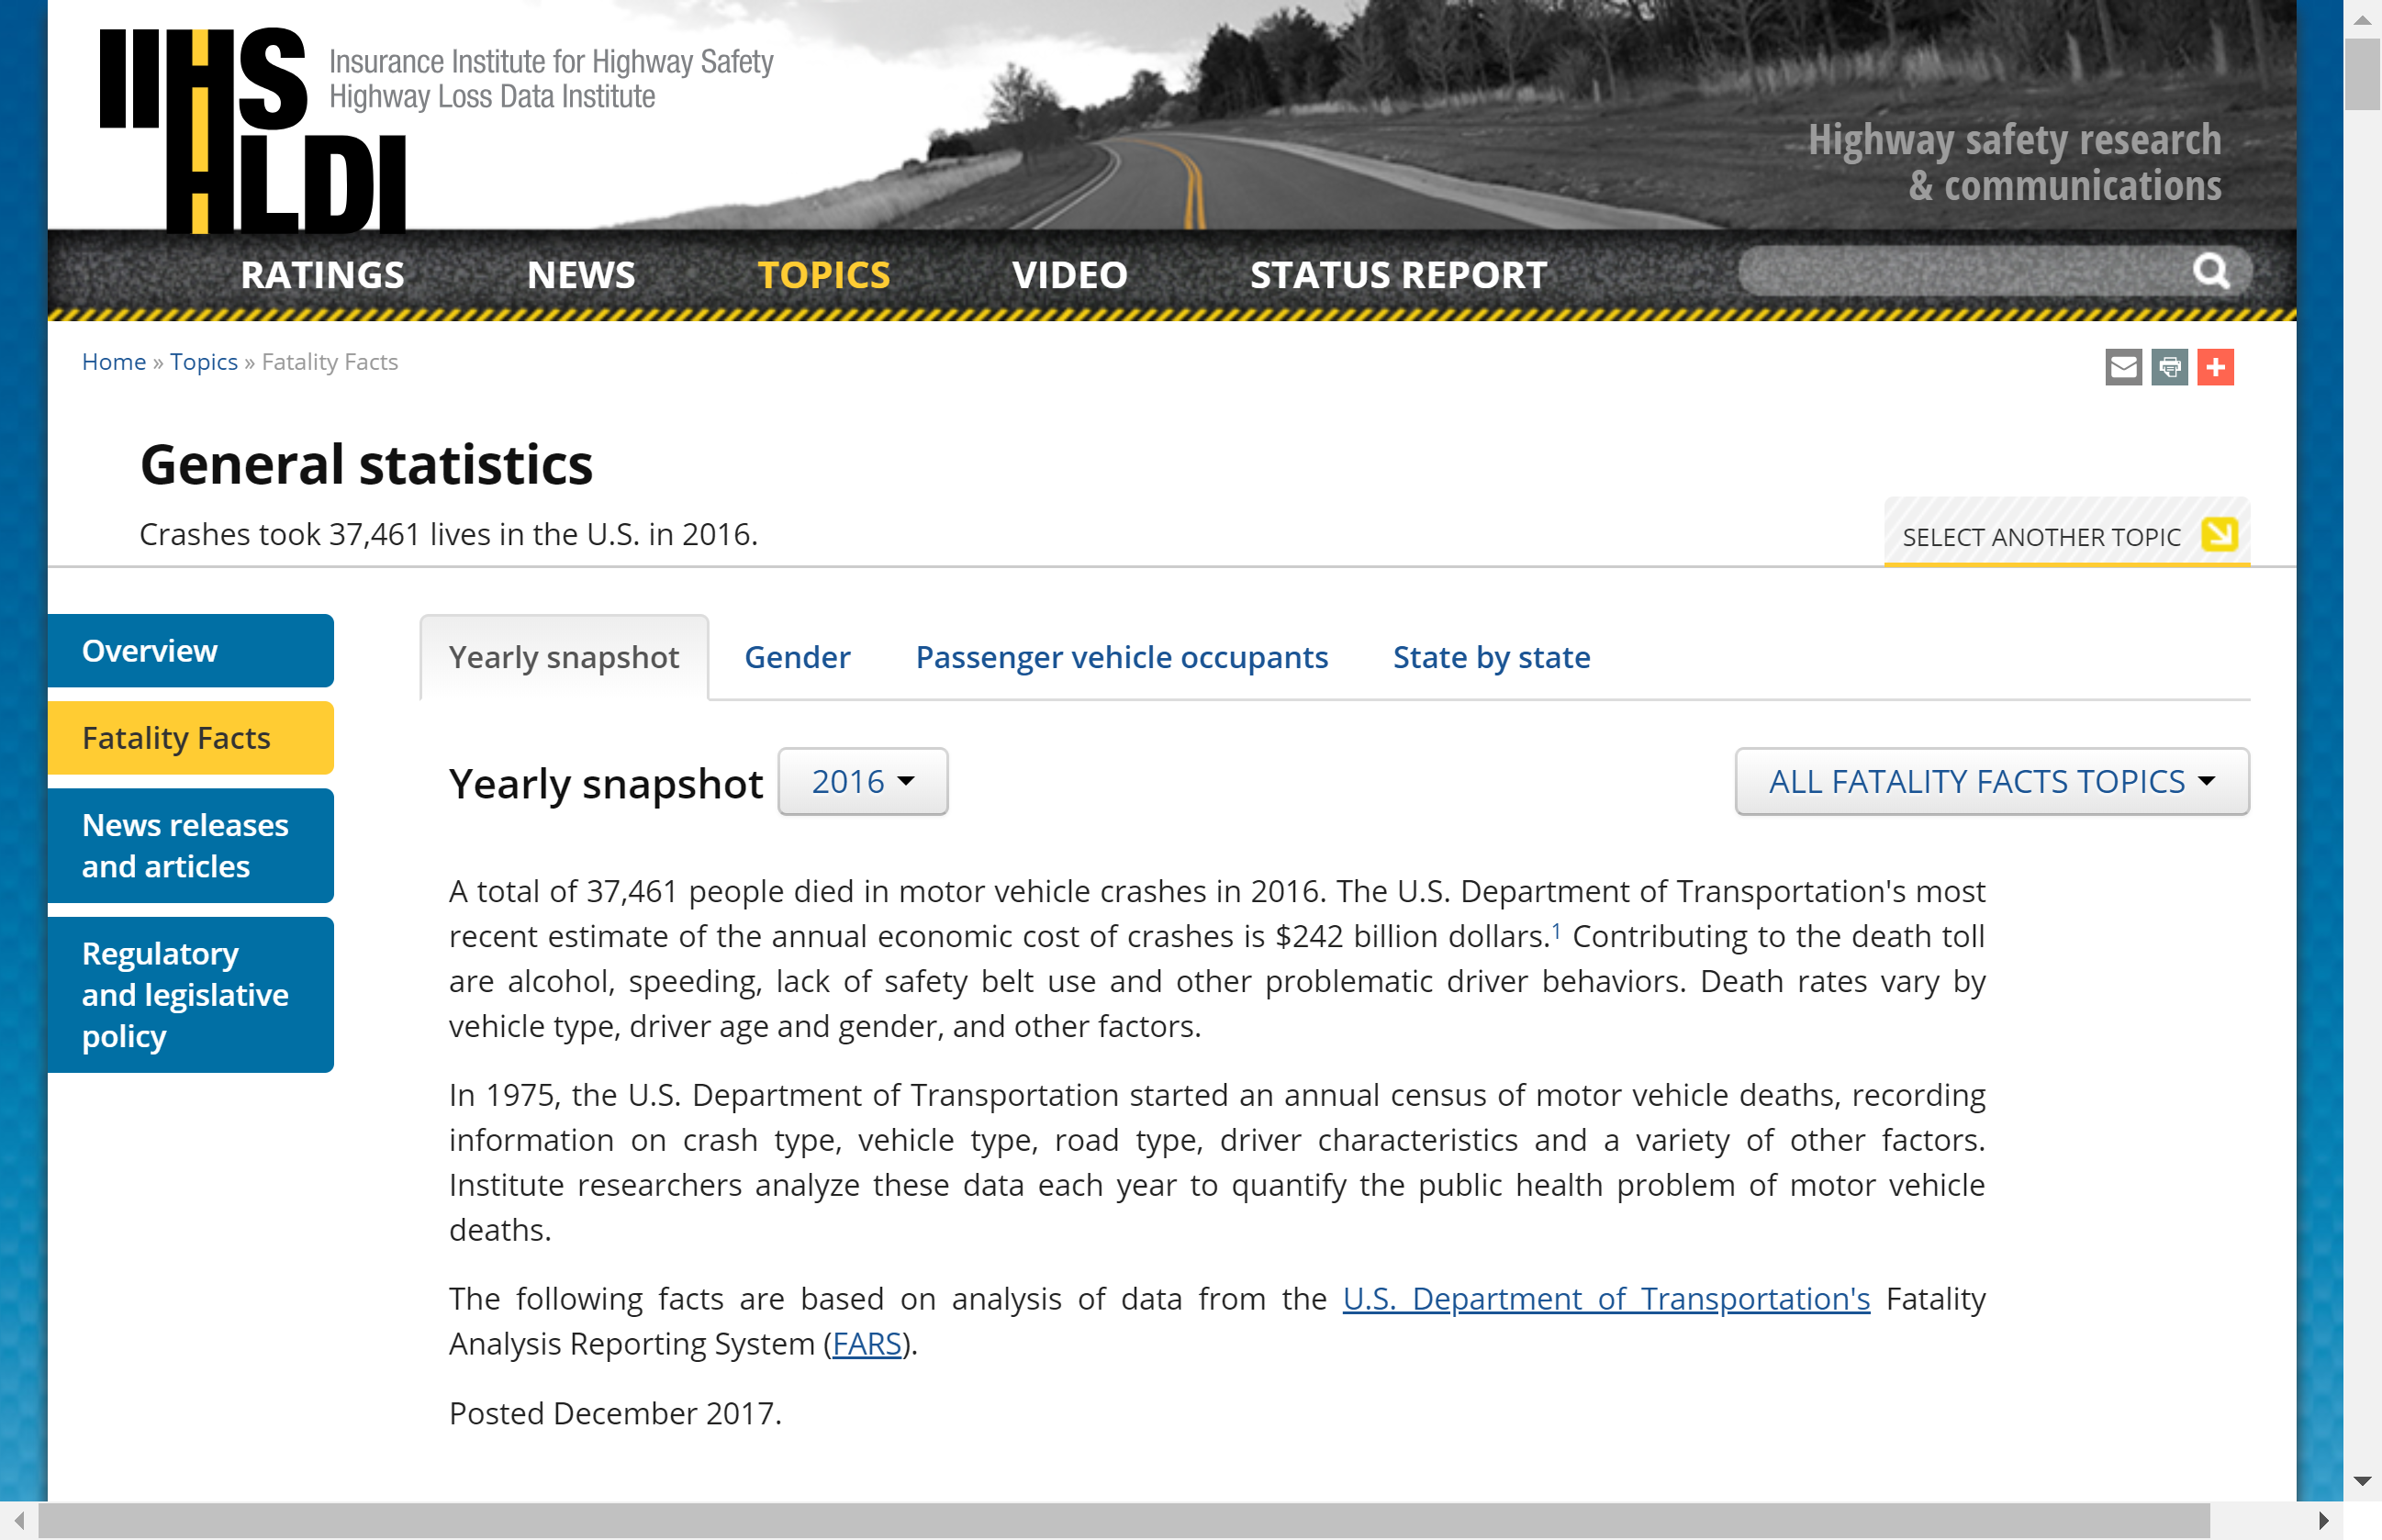 IIHS
HLDI
Insurance Institute for Highway Safety
Highway Loss Data Institute
Highway safety research
& communications
RATINGS NEWS TOPICS VIDEO STATUS REPORT
Home » Topics » Fatality Facts
General statistics
Crashes took 37,461 lives in the U.S. in 2016.
SELECT ANOTHER TOPIC
Overview
Fatality Facts
News releases
and articles
Regulatory
and legislative
policy
Yearly snapshot Gender Passenger vehicle occupants State by state
Yearly snapshot 2016 ALL FATALITY FACTS TOPICS
A total of 37,461 people died in motor vehicle crashes in 2016. The U.S. Department of Transportation's most
recent estimate of the annual economic cost of crashes is $242 billion dollars.1 Contributing to the death toll
are alcohol, speeding, lack of safety belt use and other problematic driver behaviors. Death rates vary by
vehicle type, driver age and gender, and other factors.
In 1975, the U.S. Department of Transportation started an annual census of motor vehicle deaths, recording
information on crash type, vehicle type, road type, driver characteristics and a variety of other factors.
Institute researchers analyze these data each year to quantify the public health problem of motor vehicle
deaths.
The following facts are based on analysis of data from the U.S. Department of Transportation's Fatality
Analysis Reporting System (FARS).
Posted December 2017.